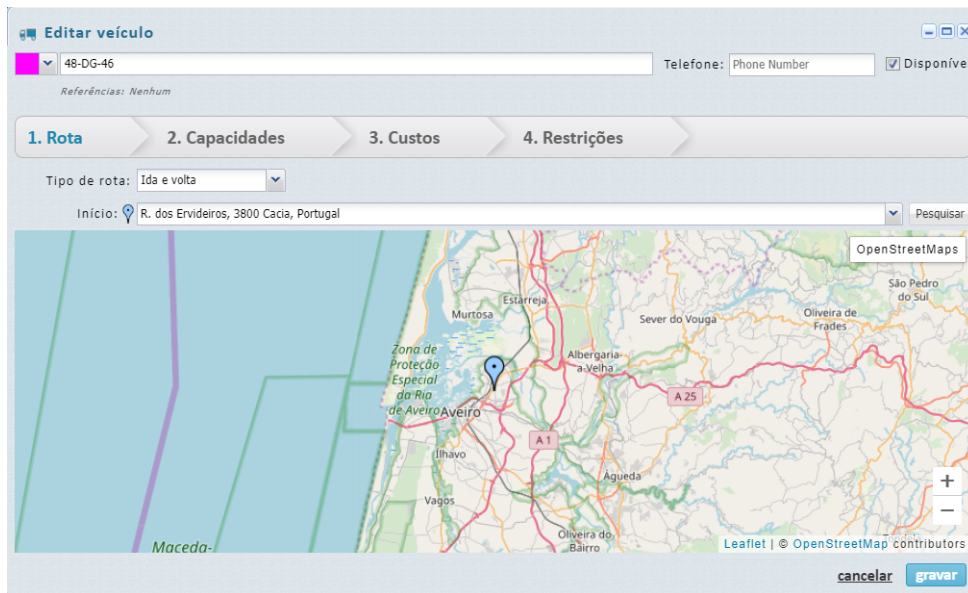 Editar veículo
48-DG-46
Telefone: Phone Number
Disponíve
Referências: Nenhum
1. Rota
2. Capacidades
3. Custos
4. Restrições
Tipo de rota: Ida e volta
Início: R. dos Ervideiros, 3800 Cacia, Portugal
Pesquisar
OpenStreetMaps
São Pedro
do Sul
Estarreja
Murtosa
Sever do Vouga
Oliveira de
Frades
Zona de
Proteção
Especial
da Ria
de Aveiro
Albergaria-
a-Velha
A 25
Aveiro
A 1
Ílhavo
Águeda
Vagos
+
−
Oliveira do
Bairro
Maceda-
Leaflet | © OpenStreetMap contributors
cancelar
gravar